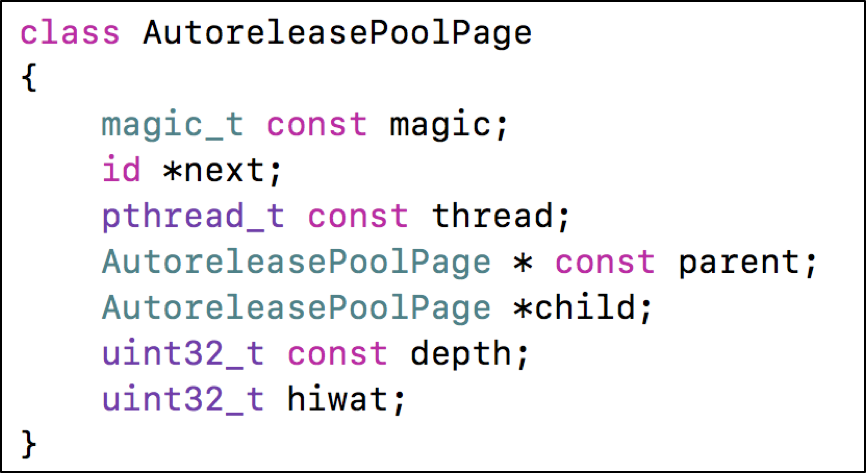 class AutoreleasePoolPage
{
magic_t const magic;
id *next;
pthread_t const thread;
AutoreleasePoolPage * const parent;
AutoreleasePoolPage *child;
uint32_t const depth;
uint32_t hiwat;
}